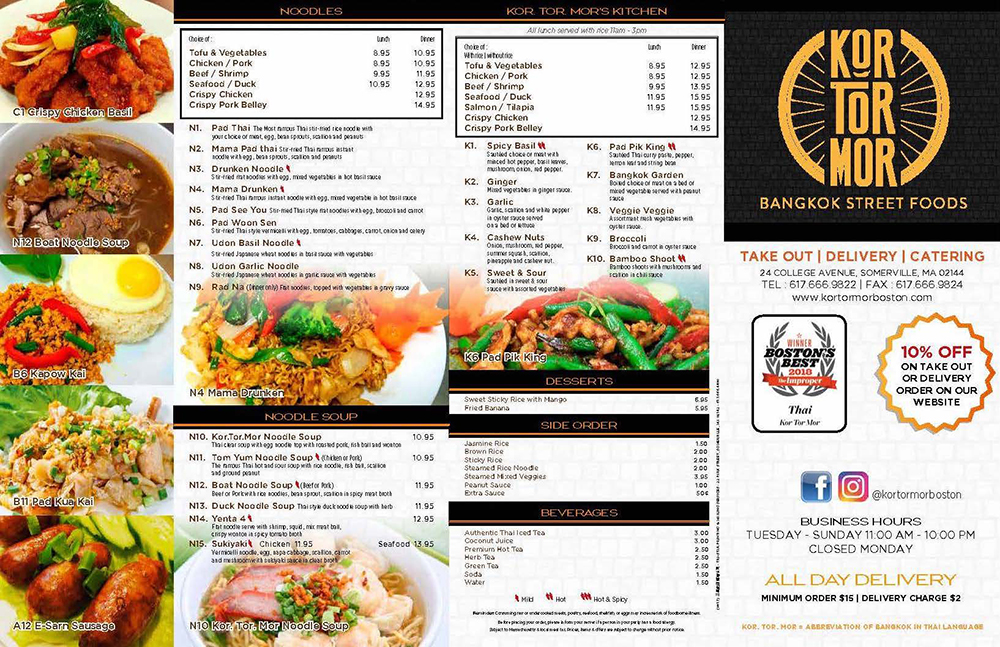 C1 Crispy Chicken Basil
N12 Boat Noodle Soup
B6 Kapow Kai
B11 Pad Kua Kai
A12 E-Sarn Sausage
NOODLES
Choice of : Lunch Dinner
Tofu & Vegetables 8.95 10.95
Chicken / Pork 8.95 10.95
Beef / Shrimp 9.95 11.95
Seafood / Duck 10.95 12.95
Crispy Chicken 12.95
Crispy Pork Belley 14.95
N1. Pad Thai The Most famous Thai stir-fried rice noodle with
your choice of meat, egg, bean sprouts, scallion and peanuts
N2. Mama Pad thai Stir-fried Thai famous instant
noodle with egg, bean sprouts, scallion and peanuts
N3. Drunken Noodle
Stir-fried flat noodles with egg, mixed vegetables in hot basil sauce
N4. Mama Drunken
Stir-fried Thai famous instant noodle with egg, mixed vegetable in hot basil sauce
N5. Pad See You Stir-fried Thai style flat noodles with egg, broccoli and carrot
N6. Pad Woon Sen
Stir-fried Thai style vermicelli with egg, tomatoes, cabbages, carrot, onion and celery
N7. Udon Basil Noodle
Stir-fried Japanese wheat noodles in basil sauce with vegetables
N8. Udon Garlic Noodle
Stir-fried Japanese wheat noodles in garlic sauce with vegetables
N9. Rad Na (Dinner only) Flat noodles, topped with vegetables in gravy sauce
N4 Mama Drunken
NOODLE SOUP
N10. Kor.Tor.Mor Noodle Soup 10.95
Thai clear soup with egg noodle top with roasted pork, fish ball and wonton
N11. Tom Yum Noodle Soup (Chicken or Pork) 10.95
The famous Thai hot and sour soup with rice noodle, fish ball, scallion
and ground peanut
N12. Boat Noodle Soup (Beef or Pork) 11.95
Beef or Pork with rice noodles, bean sprout, scallion in spicy meat broth
N13. Duck Noodle Soup Thai style duck noodle soup with herb 11.95
N14. Yenta 4 12.95
Flat noodle serve with shrimp, squid, mix meat ball,
crispy wonton in spicy tomato broth
N15. Sukiyaki Chicken 11.95 Seafood 13.95
Vermicelli noodle, egg, napa cabbage, scallion, carrot
and mushroom with sukiyaki sauce in clear broth
N10 Kor. Tor. Mor Noodle Soup
KOR. TOR. MOR'S KITCHEN
All lunch served with rice 11am - 3pm
Choice of : Lunch Dinner
With rice | without rice
Tofu & Vegetables 8.95 12.95
Chicken / Pork 8.95 12.95
Beef / Shrimp 9.95 13.95
Seafood / Duck 11.95 15.95
Salmon / Tilapia 11.95 15.95
Crispy Chicken 12.95
Crispy Pork Belley 14.95
K1. Spicy Basil
Sautéed choice of meat with
minced hot pepper, basil leaves,
mushroom, onion, red pepper.
K2. Ginger
Mixed vegetables in ginger sauce.
K3. Garlic
Garlic, scallion and white pepper
in oyster sauce served
on a bed of lettuce
K4. Cashew Nuts
Onion, mushroom, red pepper,
summer squash, scallion,
pineapple and cashew nut.
K5. Sweet & Sour
Sautéed in sweet & sour
sauce with assorted vegetables
K6. Pad Pik King
Sautéed Thai curry paste, pepper,
lemon leaf and string bean
K7. Bangkok Garden
Boiled choice of meat on a bed of
mixed vegetable served with peanut
sauce
K8. Veggie Veggie
Assortment fresh vegetables with
oyster sauce.
K9. Broccoli
Broccoli and carrot in oyster sauce
K10. Bamboo Shoot
Bamboo shoots with mushrooms and
scallion in chili sauce
K6 Pad Pik King
DESSERTS
Sweet Sticky Rice with Mango 6.95
Fried Banana 5.95
SIDE ORDER
Jasmine Rice 1.50
Brown Rice 2.00
Sticky Rice 2.00
Steamed Rice Noodle 2.00
Steamed Mixed Veggies 3.95
Peanut Sauce 1.00
Extra Sauce 50¢
BEVERAGES
Authentic Thai Iced Tea 3.00
Coconut Juice 3.00
Premium Hot Tea 2.50
Herb Tea 2.50
Green Tea 2.50
Soda 1.50
Water 1.50
Mild Hot Hot & Spicy
Before placing your order, please inform your server if a person in your party has a food allergy.
KOR
TOR
MOR
BANGKOK STREET FOODS
TAKE OUT | DELIVERY | CATERING
24 COLLEGE AVENUE, SOMERVILLE, MA 02144
TEL : 617.666.9822 | FAX : 617.666.9824
www.kortormorboston.com
WINNER
BOSTON'S
BEST
2018
the Improper
Thai
Kor Tor Mor
10% OFF
ON TAKE OUT
OR DELIVERY
ORDER ON OUR
WEBSITE
f
@kortormorboston
BUSINESS HOURS
TUESDAY - SUNDAY 11:00 AM - 10:00 PM
CLOSED MONDAY
ALL DAY DELIVERY
MINIMUM ORDER $15 | DELIVERY CHARGE $2
KOR. TOR. MOR = ABBREVIATION OF BANGKOK IN THAI LANGUAGE